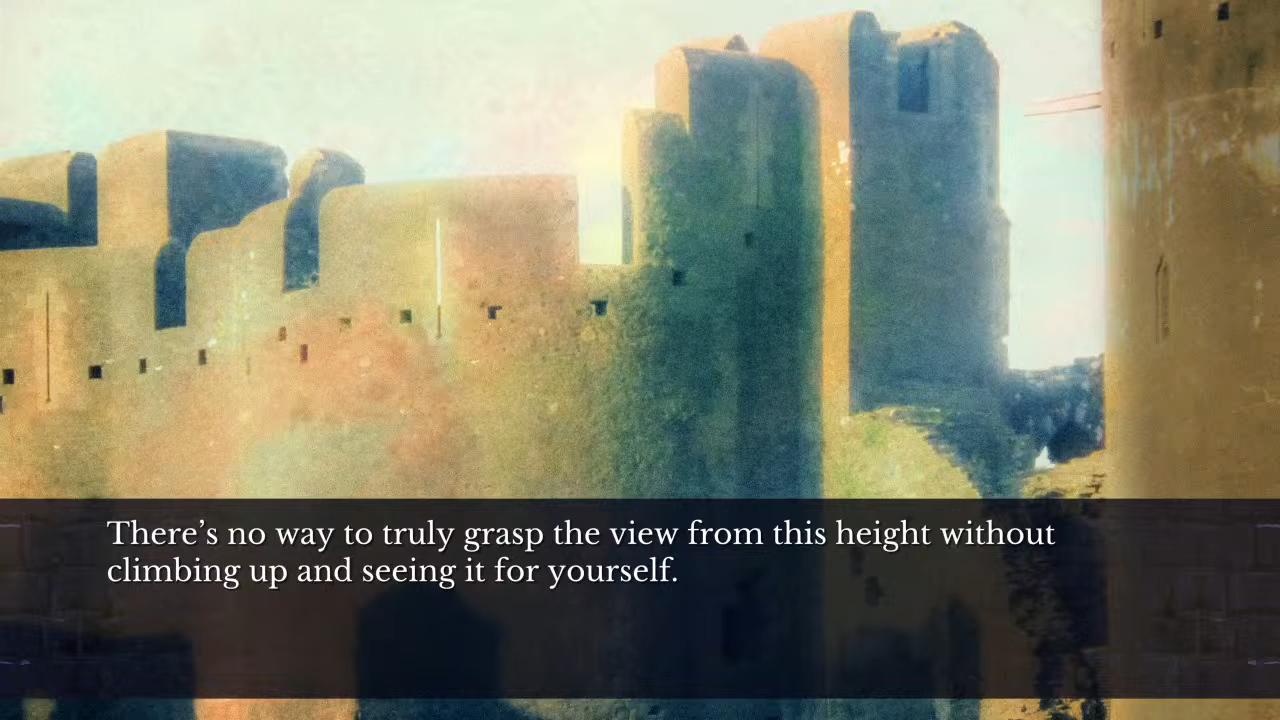 There’s no way to truly grasp the view from this height without
climbing up and seeing it for yourself.